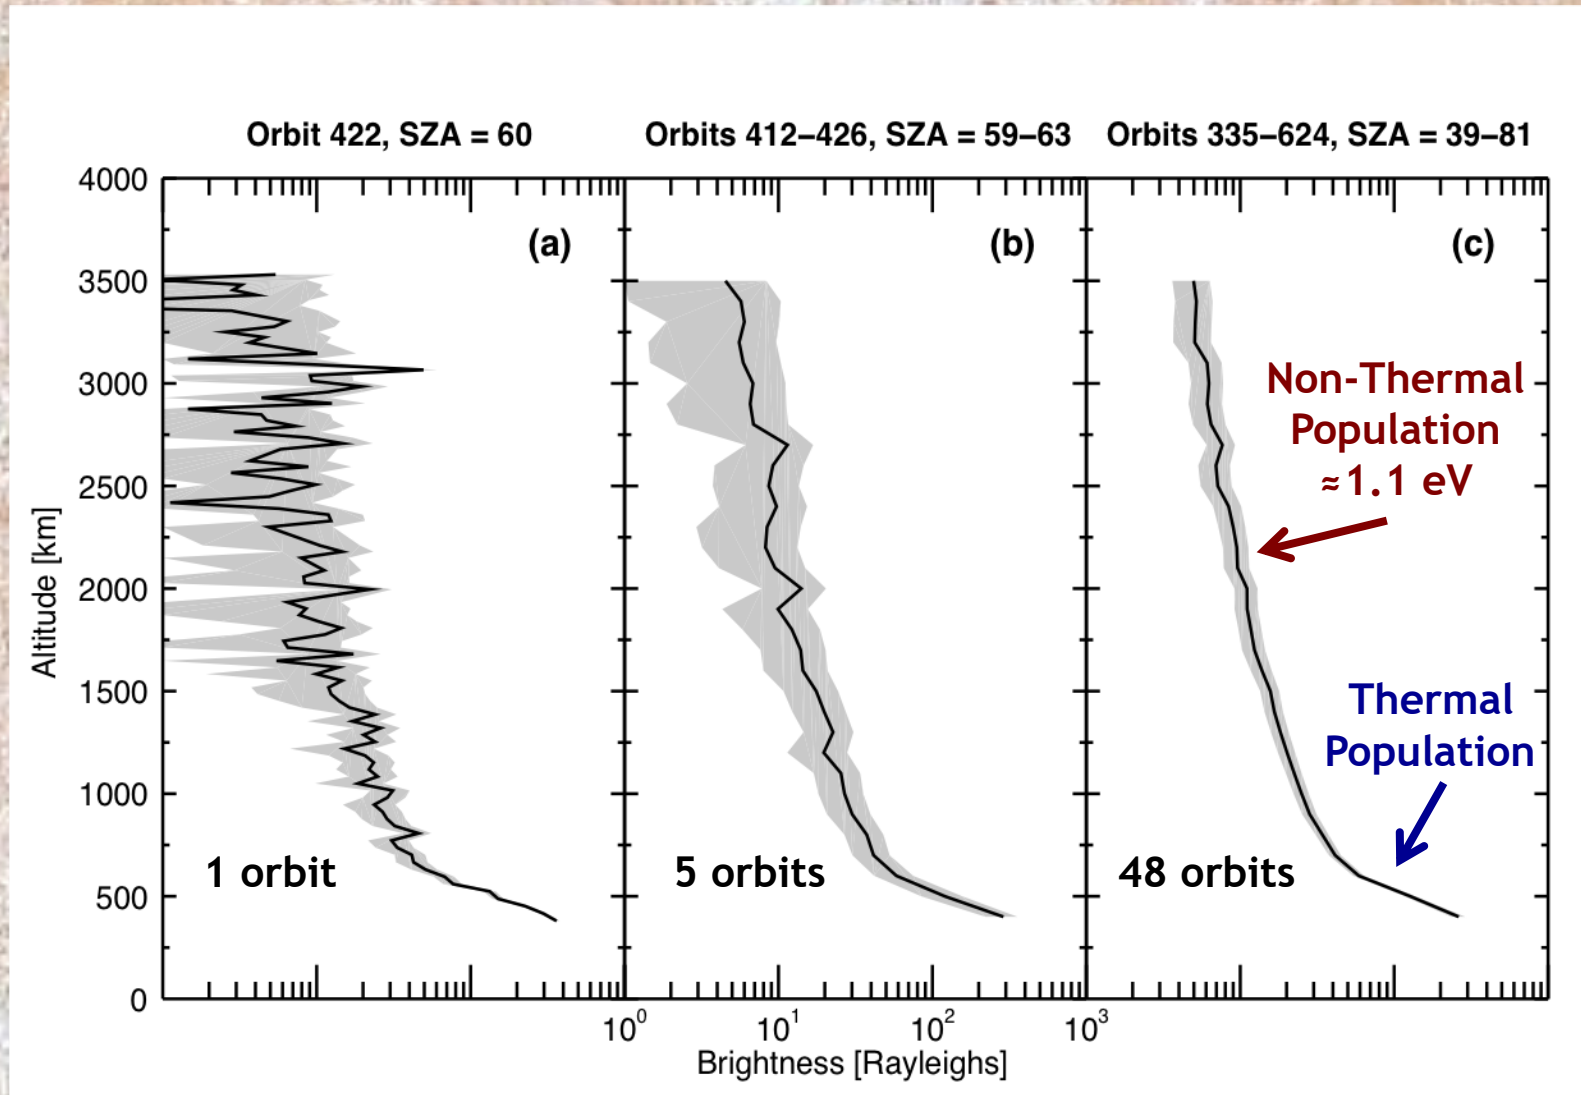 Orbit 422, SZA = 60
Orbits 412–426, SZA = 59–63
Orbits 335–624, SZA = 39–81
4000
3500
3000
2500
2000
1500
1000
500
0
Altitude [km]
(a)
1 orbit
(b)
5 orbits
(c)
Non-Thermal
Population
≈1.1 eV
Thermal
Population
48 orbits
10⁰
10¹
10²
10³
Brightness [Rayleighs]